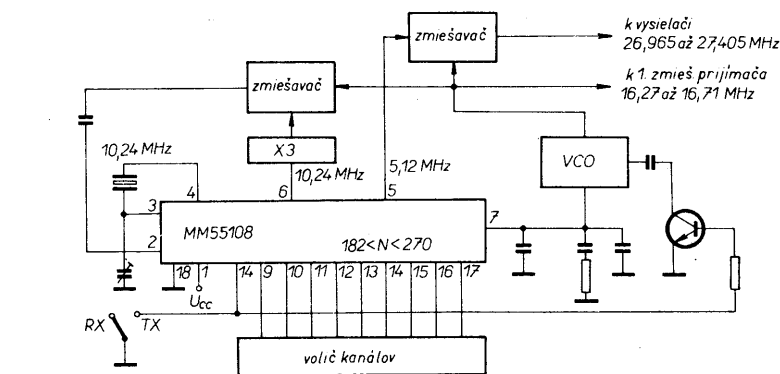 zmiešavač
k vysielači
26,965 až 27,405 MHz
zmiešavač
k 1. zmieš. prijímača
16,27 až 16,71 MHz
10,24 MHz
X3
10,24 MHz
5,12 MHz
VCO
4
6
5
3
2
MM55108
182<N<270
7
18
1
14
9
10
11
12
13
14
15
16
17
Ucc
RX
TX
volič kanálov